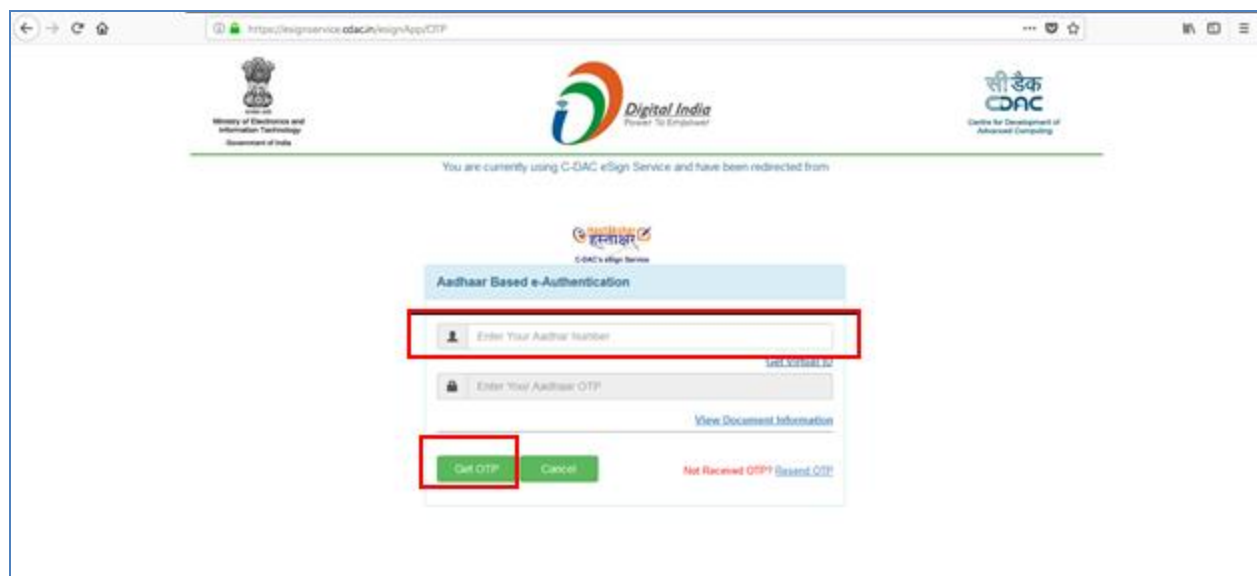 https://esignservice.cdac.in/esignApp/OTP
Ministry of Electronics and
Information Technology
Government of India
Digital India
Power To Empower
सी डैक
CDAC
Centre for Development of
Advanced Computing
You are currently using C-DAC eSign Service and have been redirected from
हस्ताक्षर
C-DAC's eSign Service
Aadhaar Based e-Authentication
Enter Your Aadhar Number
Get Virtual ID
Enter Your Aadhaar OTP
View Document Information
Get OTP
Cancel
Not Received OTP? Resend OTP